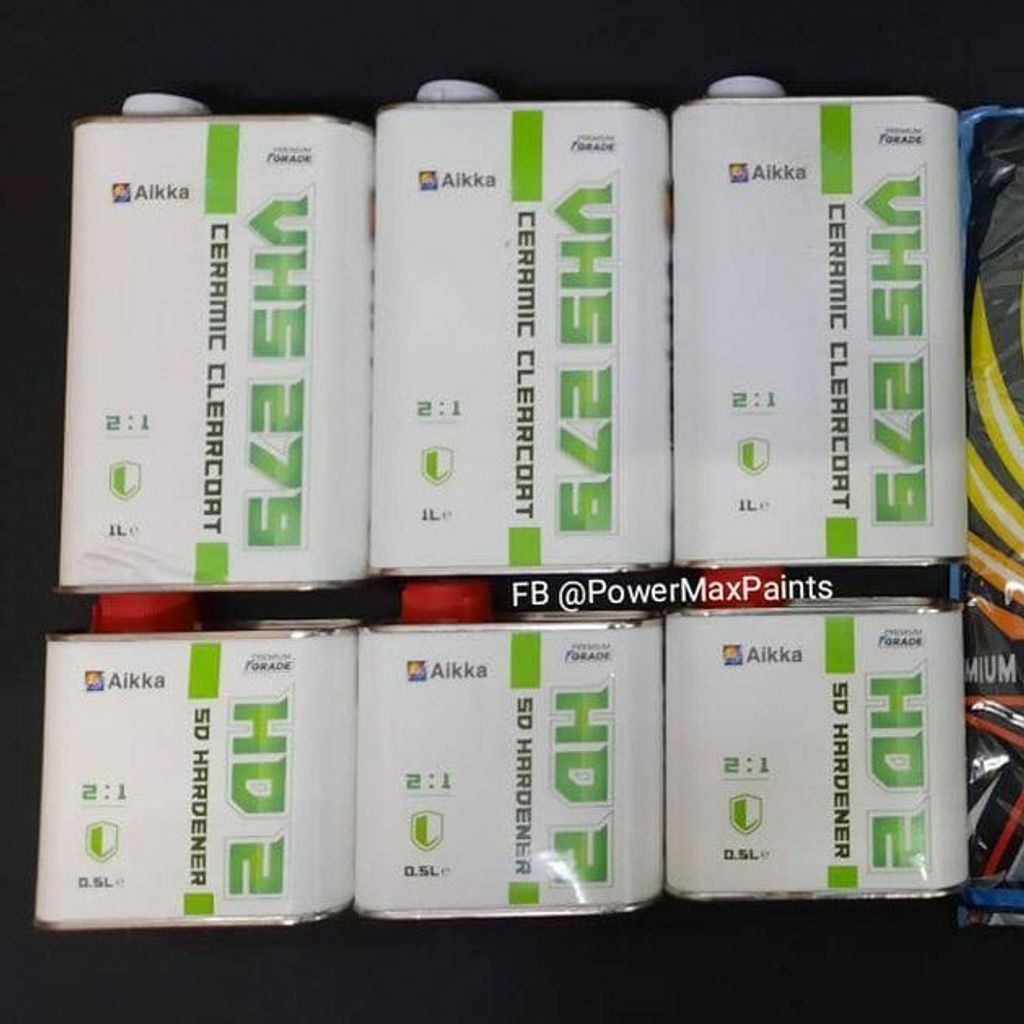 PREMIUM
GRADE
Aikka
VHS 279
CERAMIC CLEARCOAT
2:1
1L e
PREMIUM
GRADE
Aikka
VHS 279
CERAMIC CLEARCOAT
2:1
1L e
PREMIUM
GRADE
Aikka
VHS 279
CERAMIC CLEARCOAT
2:1
1L e
FB @PowerMaxPaints
PREMIUM
GRADE
Aikka
HD 2
SD HARDENER
2:1
0.5L e
PREMIUM
GRADE
Aikka
HD 2
SD HARDENER
2:1
0.5L e
PREMIUM
GRADE
Aikka
HD 2
SD HARDENER
2:1
0.5L e
MIUM